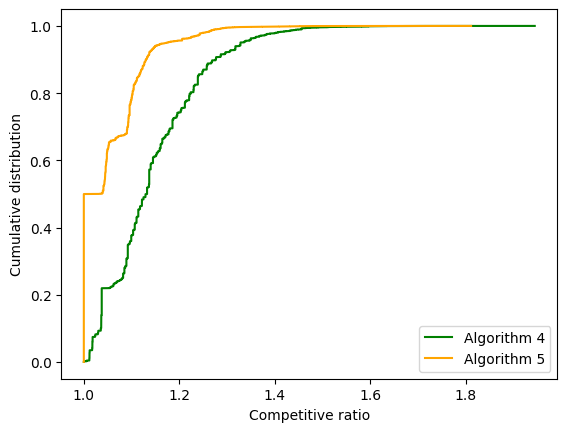 Cumulative distribution
1.0
0.8
0.6
0.4
0.2
0.0
1.0 1.2 1.4 1.6 1.8
Competitive ratio
Algorithm 4
Algorithm 5